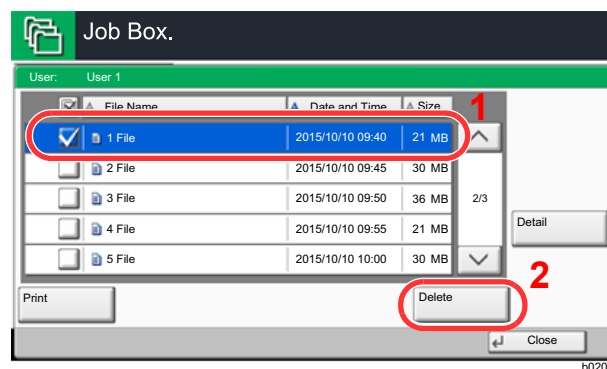 Job Box.
User: User 1
File Name Date and Time Size 1
1 File 2015/10/10 09:40 21 MB
2 File 2015/10/10 09:45 30 MB
3 File 2015/10/10 09:50 36 MB 2/3
4 File 2015/10/10 09:55 21 MB Detail
5 File 2015/10/10 10:00 30 MB
2
Print Delete
Close
b020